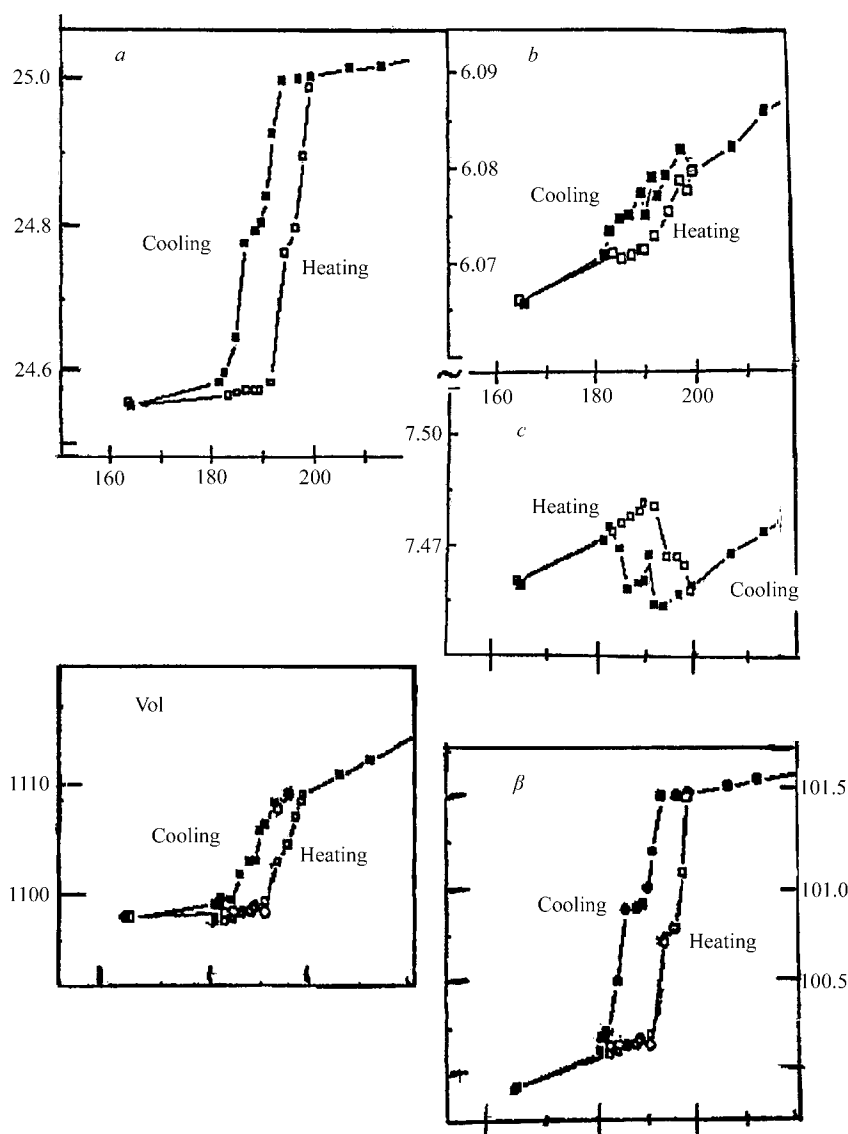 a
25.0
24.8
24.6
Cooling
Heating
160
180
200
b
6.09
6.08
6.07
Cooling
Heating
160
180
200
c
7.50
7.47
Heating
Cooling
Vol
1110
1100
Cooling
Heating
β
101.5
101.0
100.5
Cooling
Heating